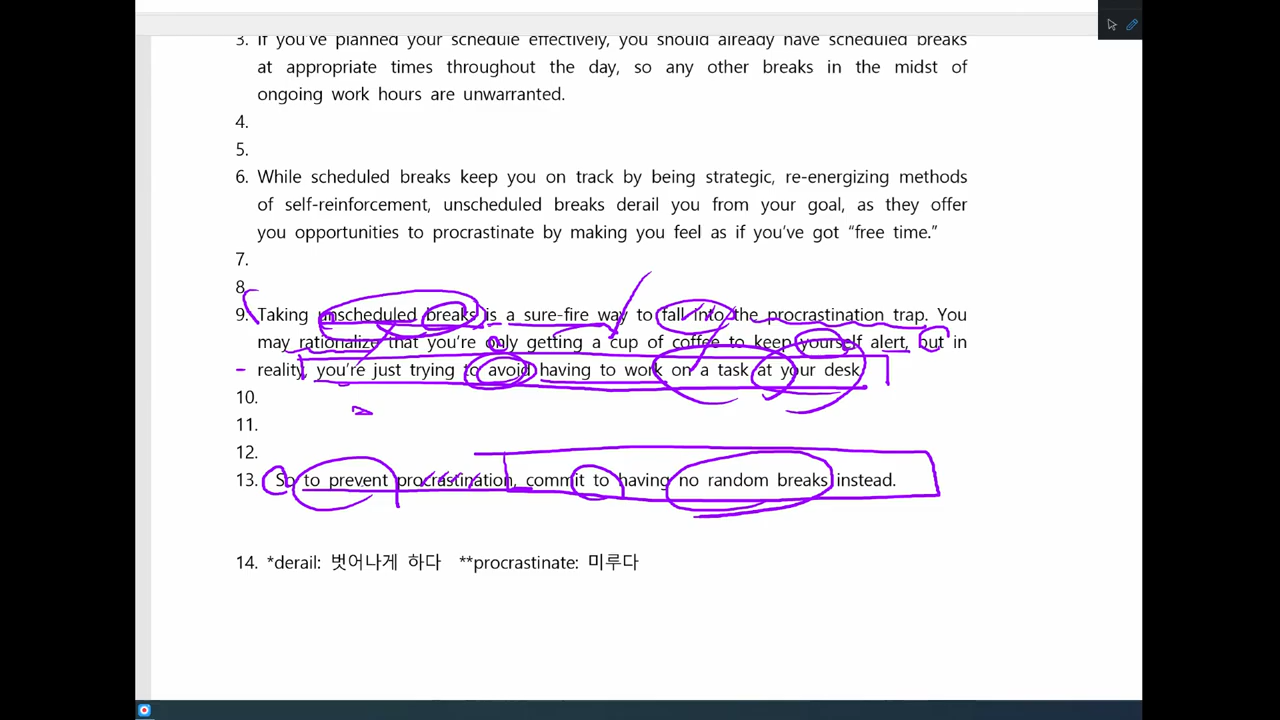 3. If you've planned your schedule effectively, you should already have scheduled breaks
at appropriate times throughout the day, so any other breaks in the midst of
ongoing work hours are unwarranted.
4.
5.
6. While scheduled breaks keep you on track by being strategic, re-energizing methods
of self-reinforcement, unscheduled breaks derail you from your goal, as they offer
you opportunities to procrastinate by making you feel as if you've got “free time.”
7.
8.
9. Taking unscheduled breaks is a sure-fire way to fall into the procrastination trap. You
may rationalize that you're only getting a cup of coffee to keep yourself alert, but in
reality, you're just trying to avoid having to work on a task at your desk.
10.
11.
12.
13. So to prevent procrastination, commit to having no random breaks instead.
14. *derail: 벗어나게 하다 **procrastinate: 미루다